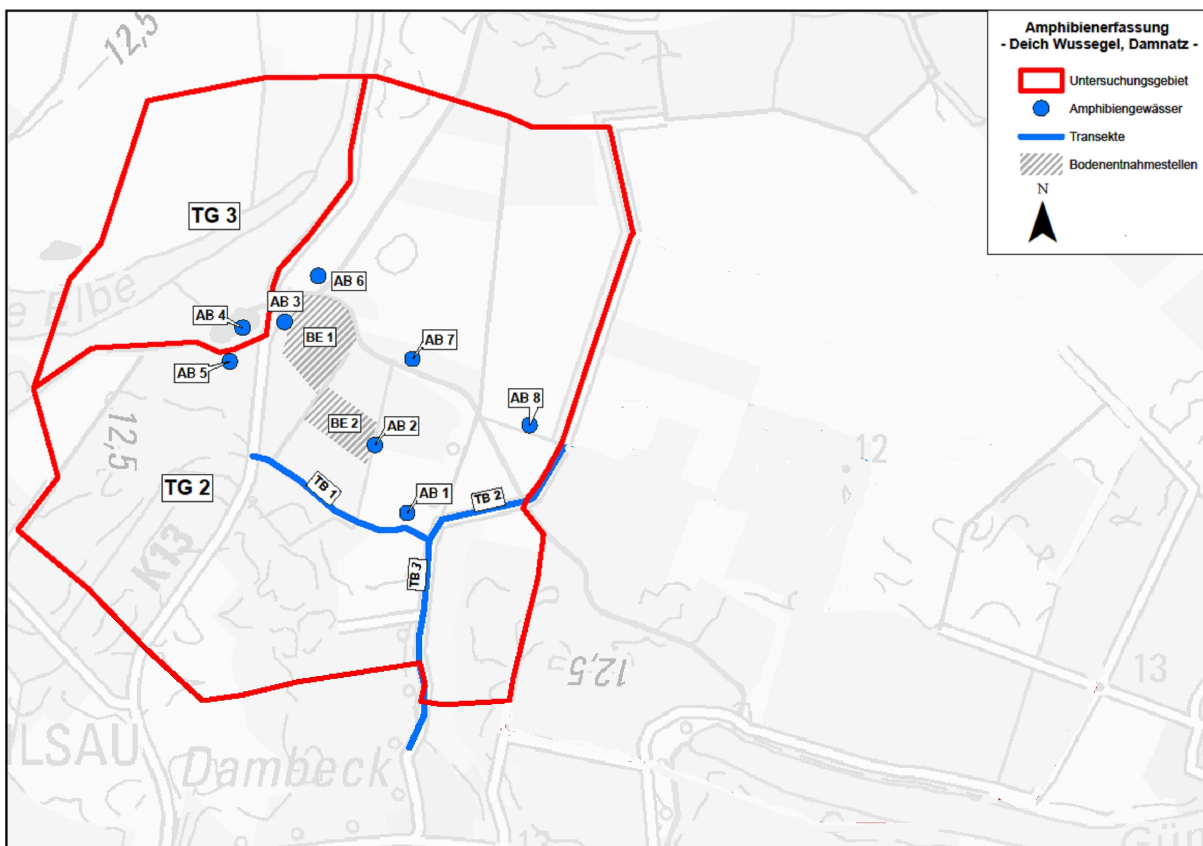 Amphibienerfassung
- Deich Wussegel, Damnatz -
Untersuchungsgebiet
Amphibiengewässer
Transekte
Bodenentnahmestellen
N
12,5
TG 3
e Elbe
AB 6
AB 3
AB 4
BE 1
AB 7
AB 5
AB 8
12,5
BE 2
AB 2
12
TG 2
TB 1
AB 1
TB 2
K13
TB 3
12,5
13
LSAU
Dambeck
13
Gün